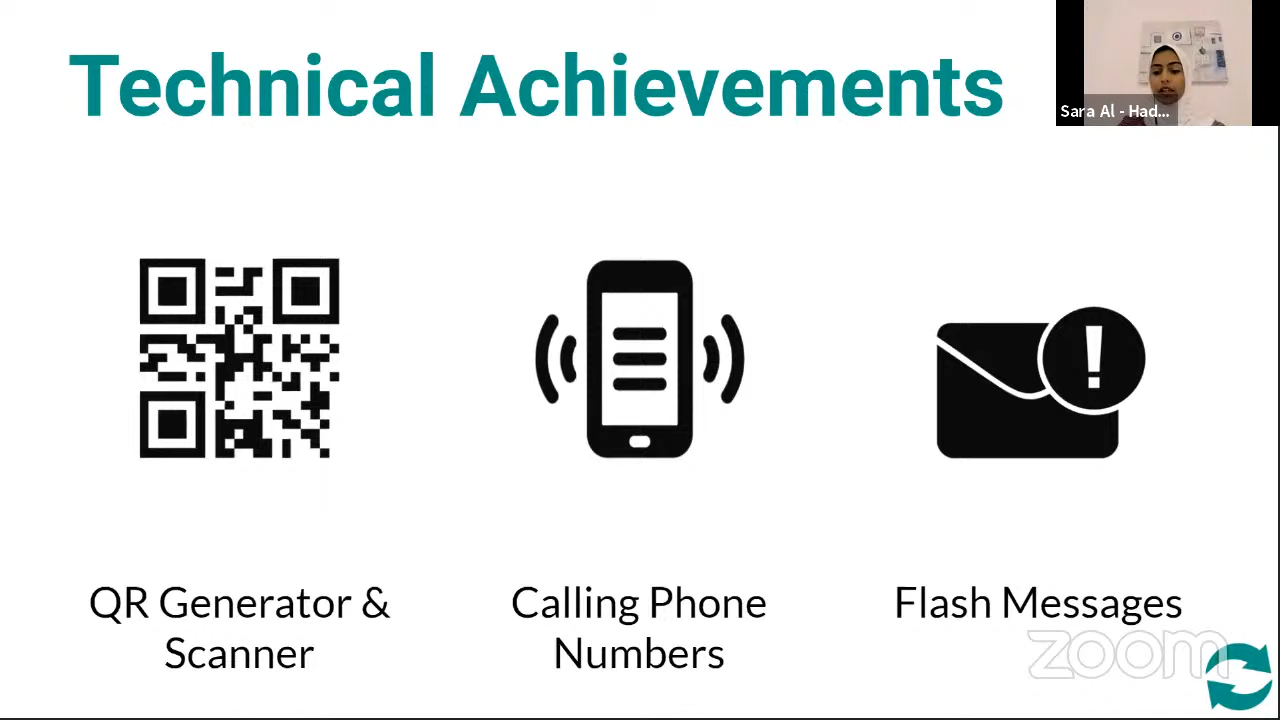 Technical Achievements
Sara Al - Had...
QR Generator &
Scanner
Calling Phone
Numbers
Flash Messages
zoom